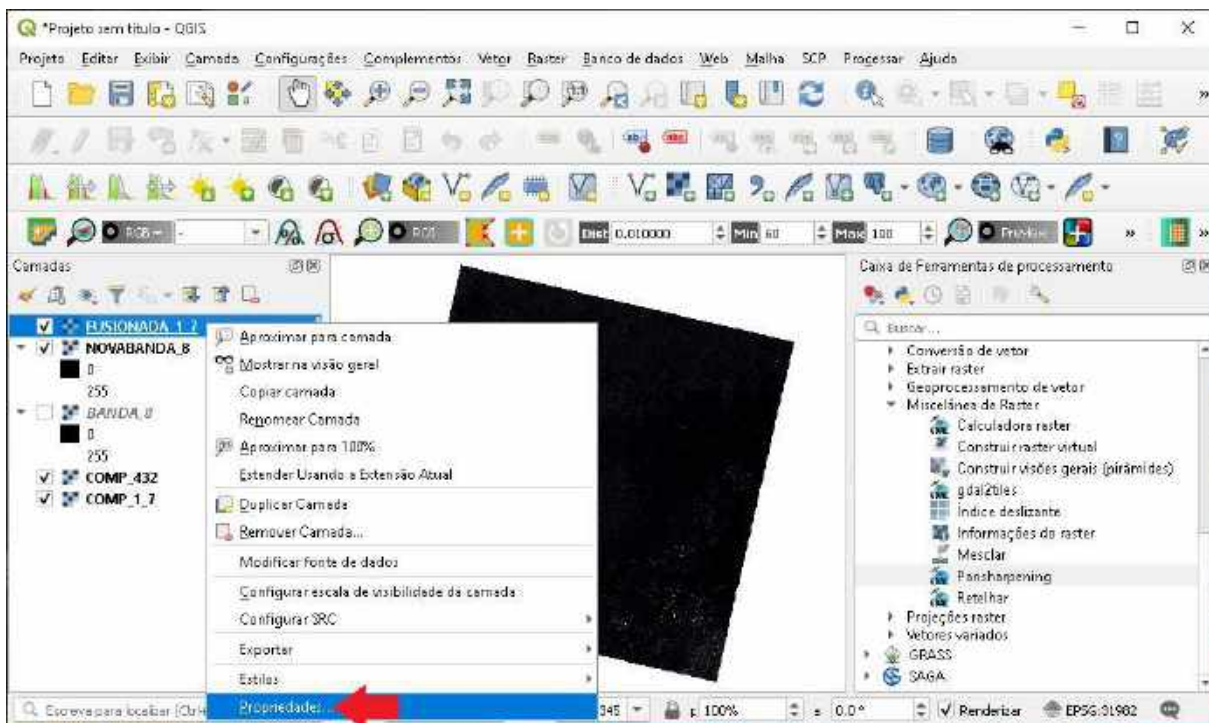 *Projeto sem título - QGIS
Projeto Editar Exibir Camada Configurações Complementos Vetor Raster Banco de dados Web Malha SCP Processar Ajuda
RGB = - Dist 0.010000 Min 60 Max 100
Camadas
Caixa de Ferramentas de processamento
Buscar...
FUSIONADA_1_7
NOVABANDA_8
0
255
BANDA_8
0
255
COMP_432
COMP_1_7
Aproximar para camada
Mostrar na visão geral
Copiar camada
Renomear Camada
Aproximar para 100%
Estender Usando a Extensão Atual
Duplicar Camada
Remover Camada...
Modificar fonte de dados
Configurar escala de visibilidade da camada
Configurar SRC
Exportar
Estilos
Propriedades...
Conversão de vetor
Extrair raster
Geoprocessamento de vetor
Miscelânea de Raster
Calculadora raster
Construir raster virtual
Construir visões gerais (pirâmides)
gdal2tiles
Índice deslizante
Informações do raster
Mesclar
Pansharpening
Retelhar
Projeções raster
Vetores variados
GRASS
SAGA
Escreva para localizar (Ctrl+ 345 100% 0.0° Renderizar EPSG:31982